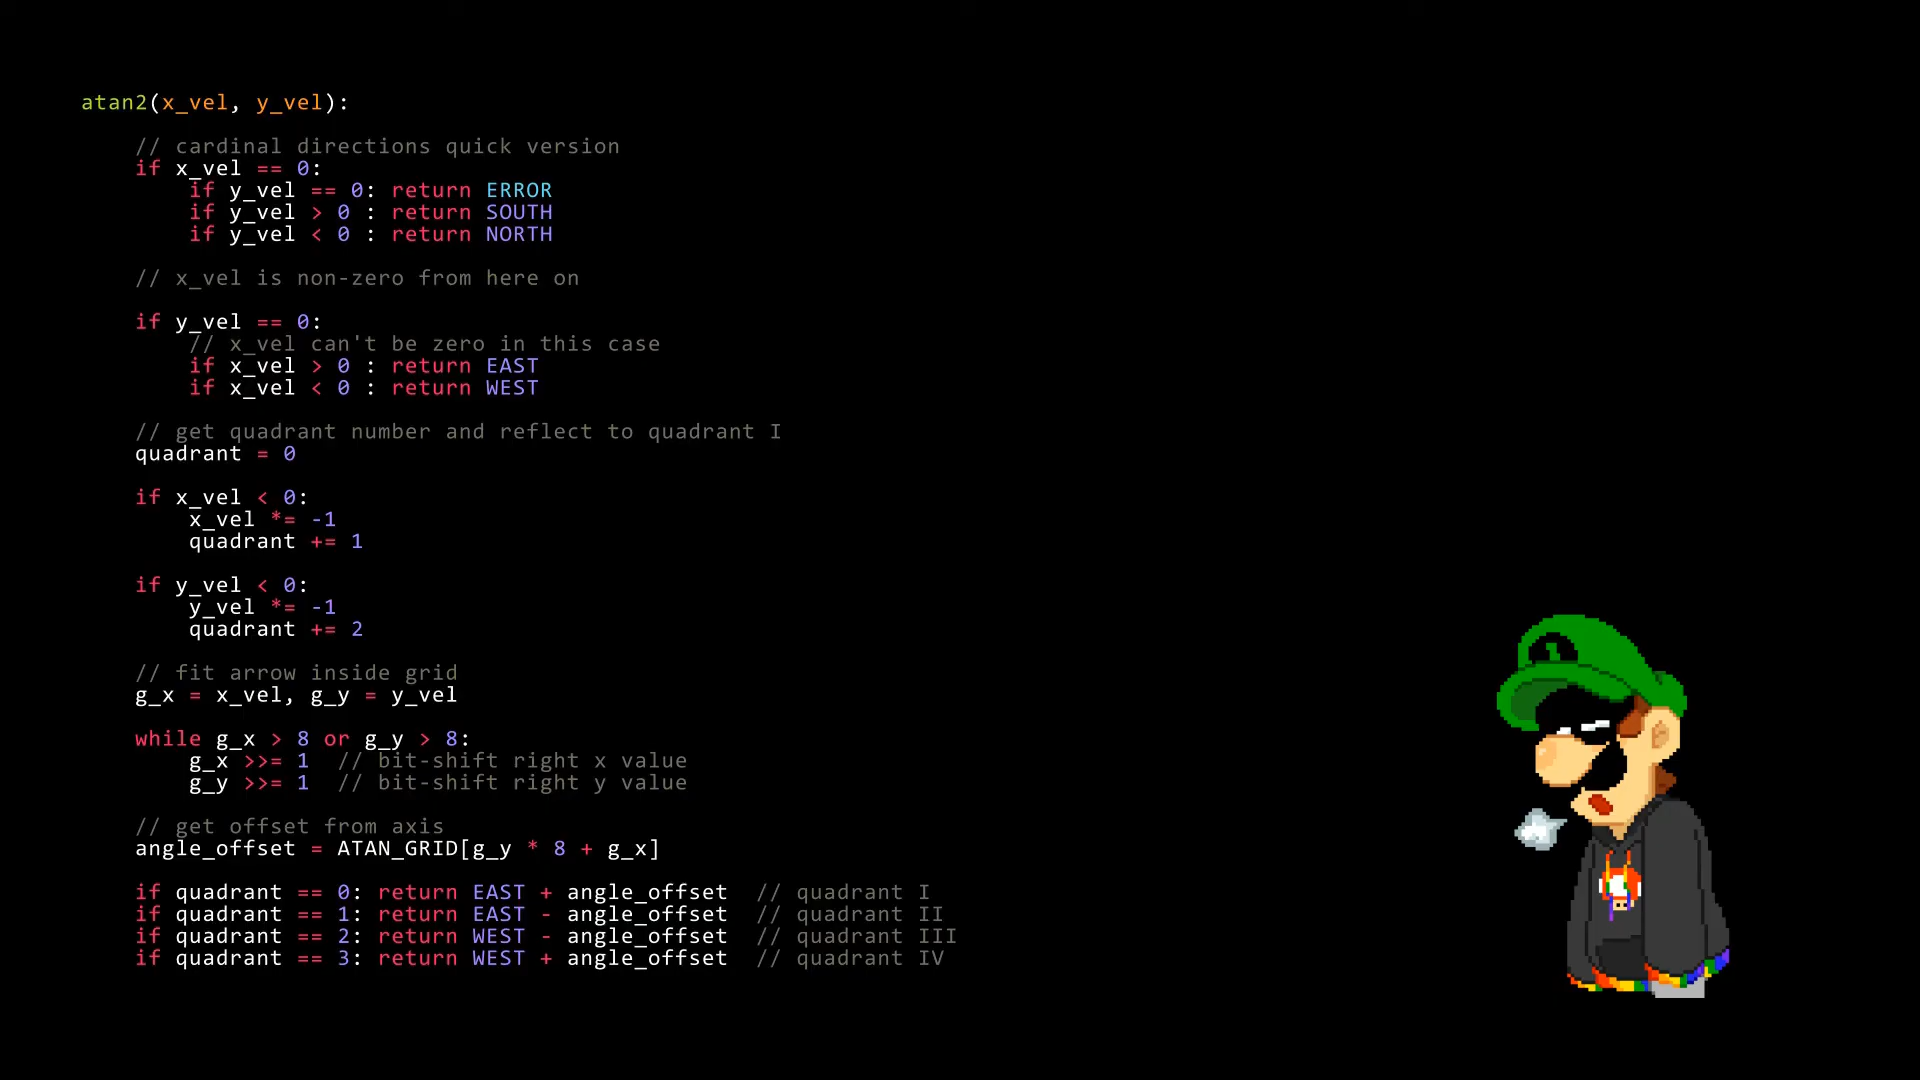 atan2(x_vel, y_vel):
// cardinal directions quick version
if x_vel == 0:
if y_vel == 0: return ERROR
if y_vel > 0 : return SOUTH
if y_vel < 0 : return NORTH
// x_vel is non-zero from here on
if y_vel == 0:
// x_vel can't be zero in this case
if x_vel > 0 : return EAST
if x_vel < 0 : return WEST
// get quadrant number and reflect to quadrant I
quadrant = 0
if x_vel < 0:
x_vel *= -1
quadrant += 1
if y_vel < 0:
y_vel *= -1
quadrant += 2
// fit arrow inside grid
g_x = x_vel, g_y = y_vel
while g_x > 8 or g_y > 8:
g_x >>= 1 // bit-shift right x value
g_y >>= 1 // bit-shift right y value
// get offset from axis
angle_offset = ATAN_GRID[g_y * 8 + g_x]
if quadrant == 0: return EAST + angle_offset // quadrant I
if quadrant == 1: return EAST - angle_offset // quadrant II
if quadrant == 2: return WEST - angle_offset // quadrant III
if quadrant == 3: return WEST + angle_offset // quadrant IV